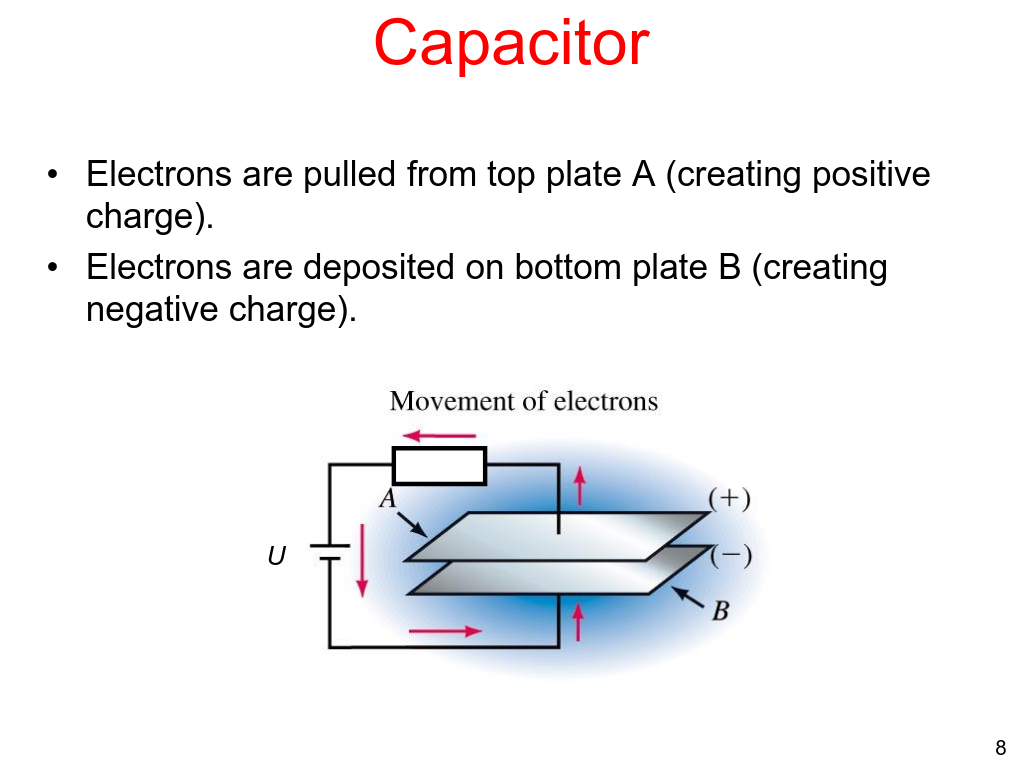 Capacitor
• Electrons are pulled from top plate A (creating positive
charge).
• Electrons are deposited on bottom plate B (creating
negative charge).
Movement of electrons
A
(+)
U
(−)
B
8